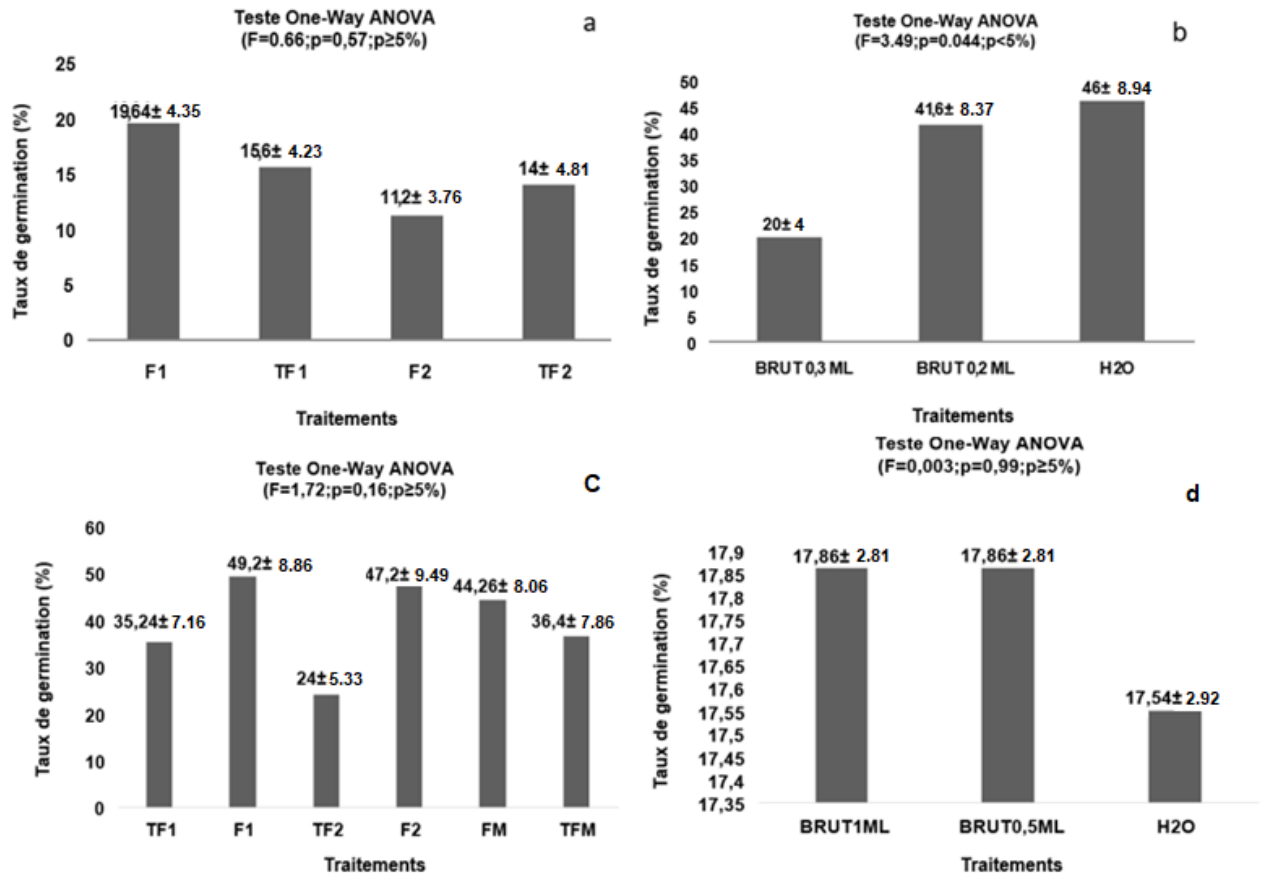 Teste One-Way ANOVA
(F=0.66;p=0,57;p≥5%)
a
Taux de germination (%)
25
20
15
10
5
0
19,64± 4.35
15,6± 4.23
11,2± 3.76
14± 4.81
F1 TF1 F2 TF2
Traitements
Teste One-Way ANOVA
(F=3.49;p=0.044;p<5%)
b
Taux de germination (%)
50
45
40
35
30
25
20
15
10
5
0
20± 4
41,6± 8.37
46± 8.94
BRUT 0,3 ML BRUT 0,2 ML H2O
Traitements
Teste One-Way ANOVA
(F=1,72;p=0,16;p≥5%)
C
Taux de germination (%)
60
50
40
30
20
10
0
35,24± 7.16
49,2± 8.86
24± 5.33
47,2± 9.49
44,26± 8.06
36,4± 7.86
TF1 F1 TF2 F2 FM TFM
Traitements
Teste One-Way ANOVA
(F=0,003;p=0,99;p≥5%)
d
Taux de germination (%)
17,9
17,85
17,8
17,75
17,7
17,65
17,6
17,55
17,5
17,45
17,4
17,35
17,86± 2.81
17,86± 2.81
17,54± 2.92
BRUT1ML BRUT0,5ML H2O
Traitements